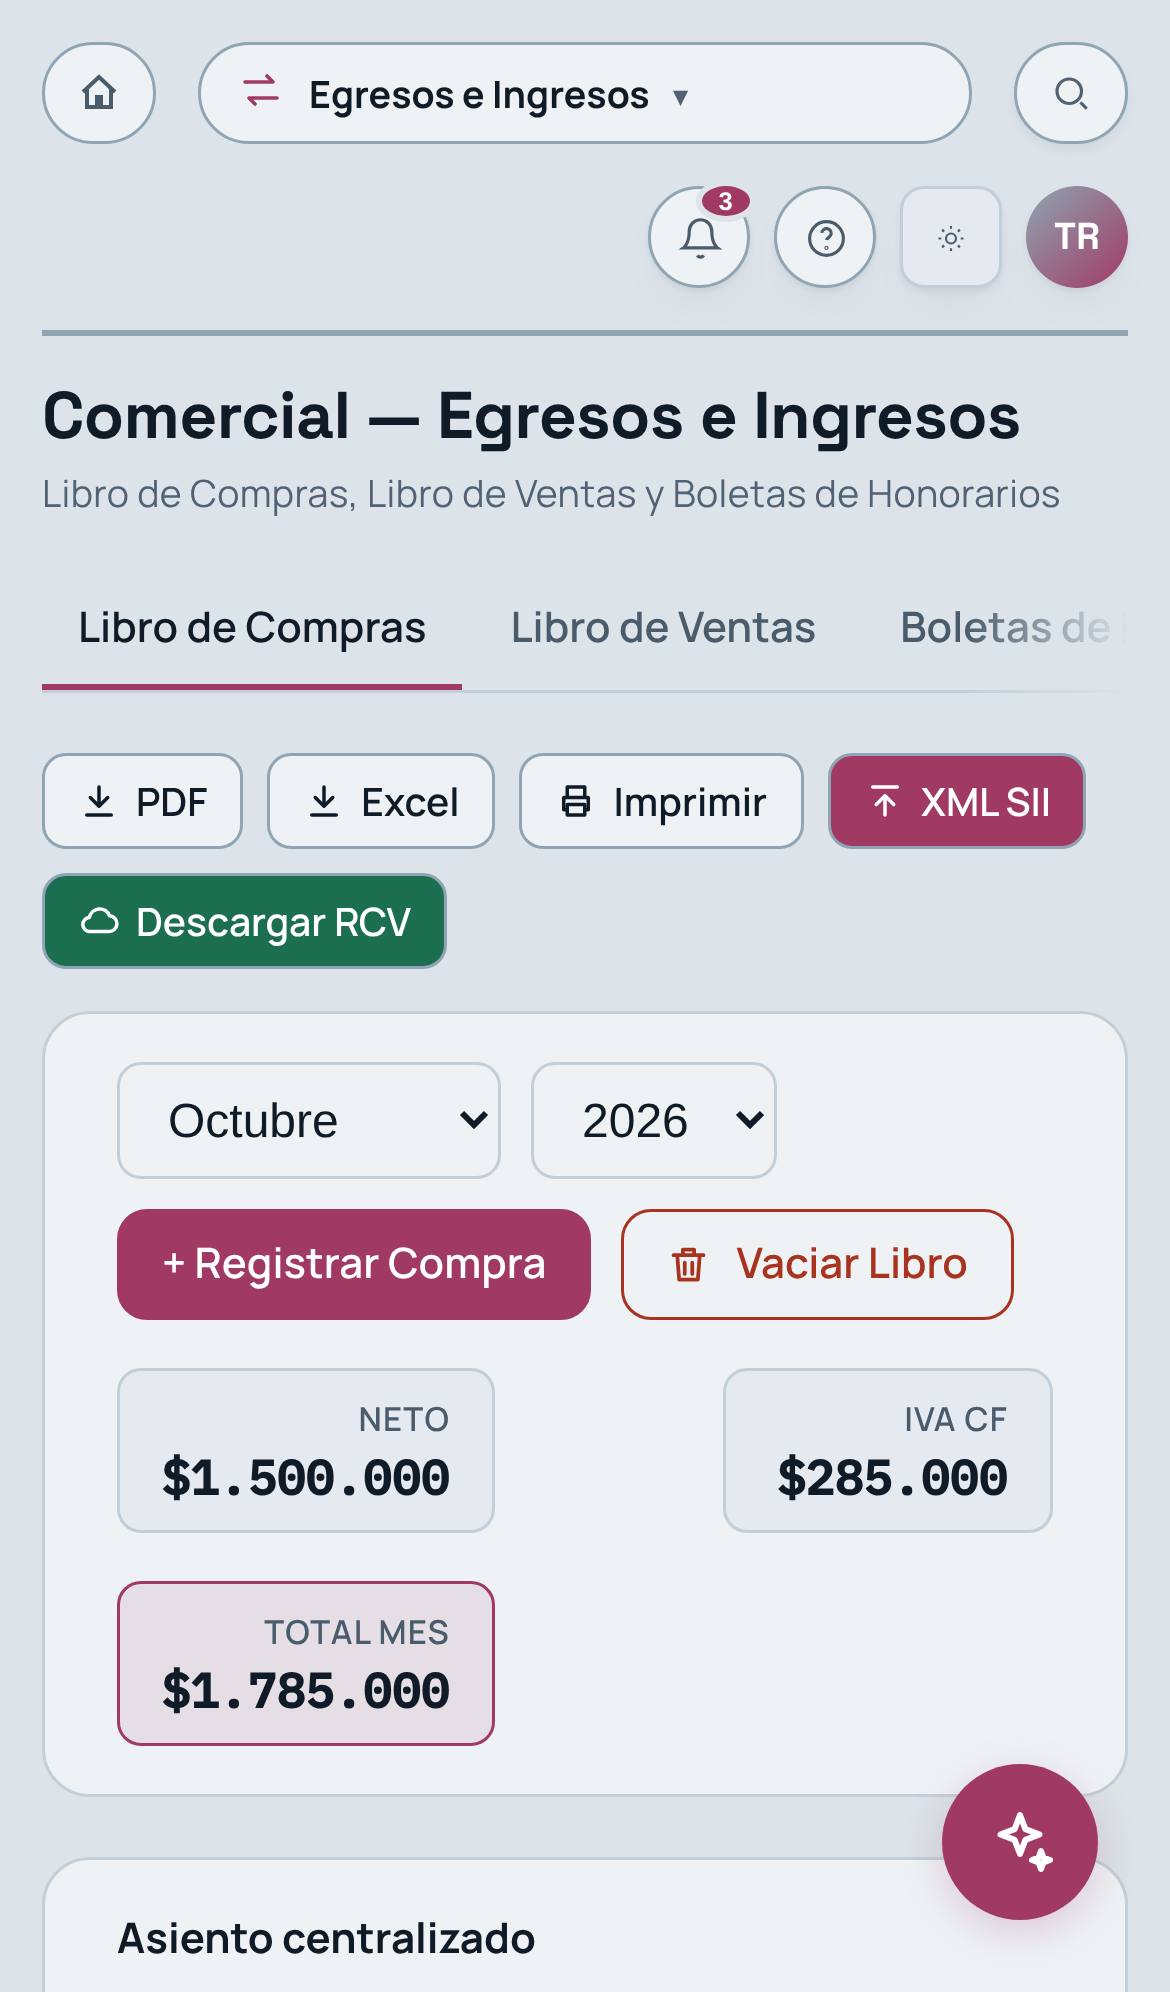 Egresos e Ingresos ▾
3
TR
Comercial — Egresos e Ingresos
Libro de Compras, Libro de Ventas y Boletas de Honorarios
Libro de Compras Libro de Ventas Boletas de
PDF Excel Imprimir XML SII
Descargar RCV
Octubre 2026
+ Registrar Compra Vaciar Libro
NETO IVA CF
$1.500.000 $285.000
TOTAL MES
$1.785.000
Asiento centralizado